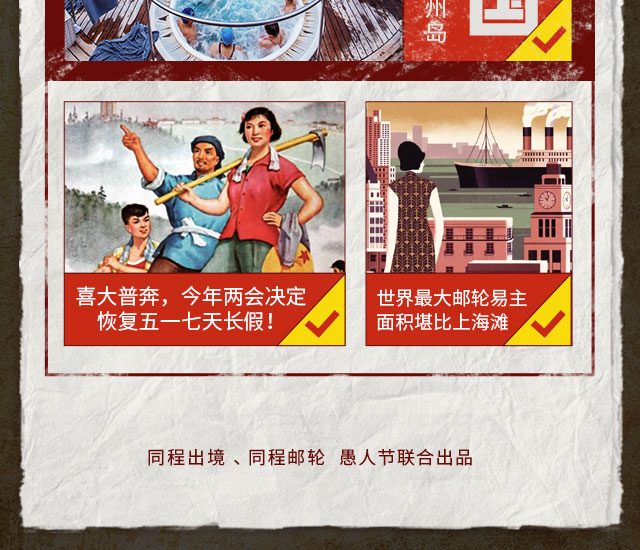 州岛
国
喜大普奔，今年两会决定
恢复五一七天长假！
世界最大邮轮易主
面积堪比上海滩
同程出境、同程邮轮 愚人节联合出品